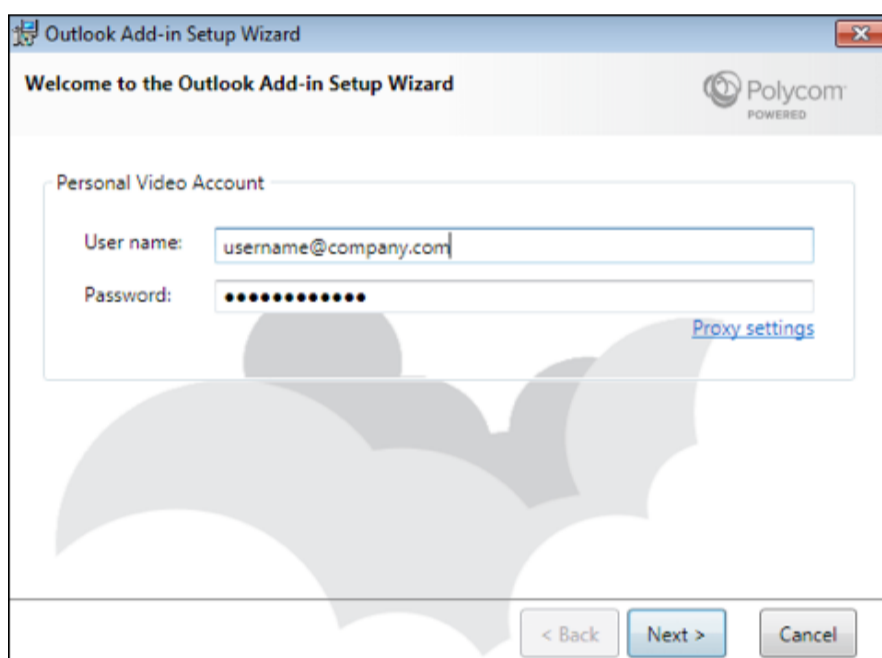 Outlook Add-in Setup Wizard
Welcome to the Outlook Add-in Setup Wizard
Polycom
POWERED
Personal Video Account
User name:
username@company.com
Password:
••••••••••••
Proxy settings
< Back
Next >
Cancel